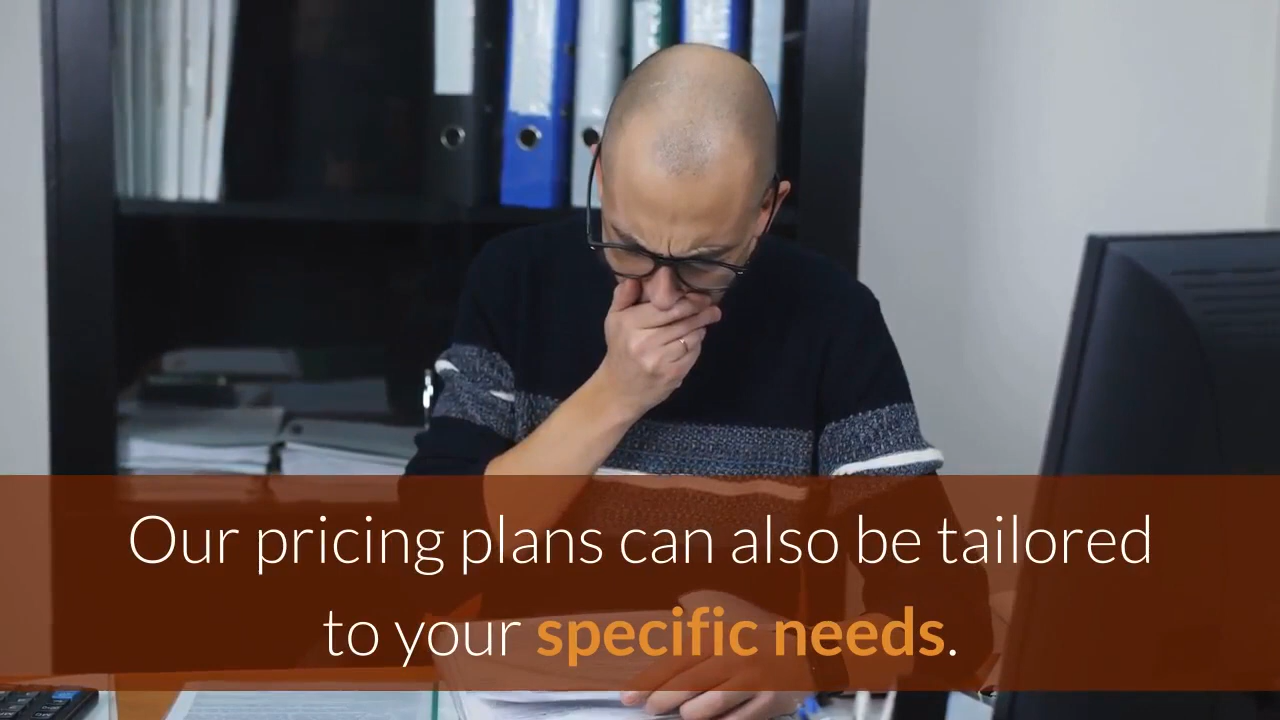 Our pricing plans can also be tailored
to your specific needs.